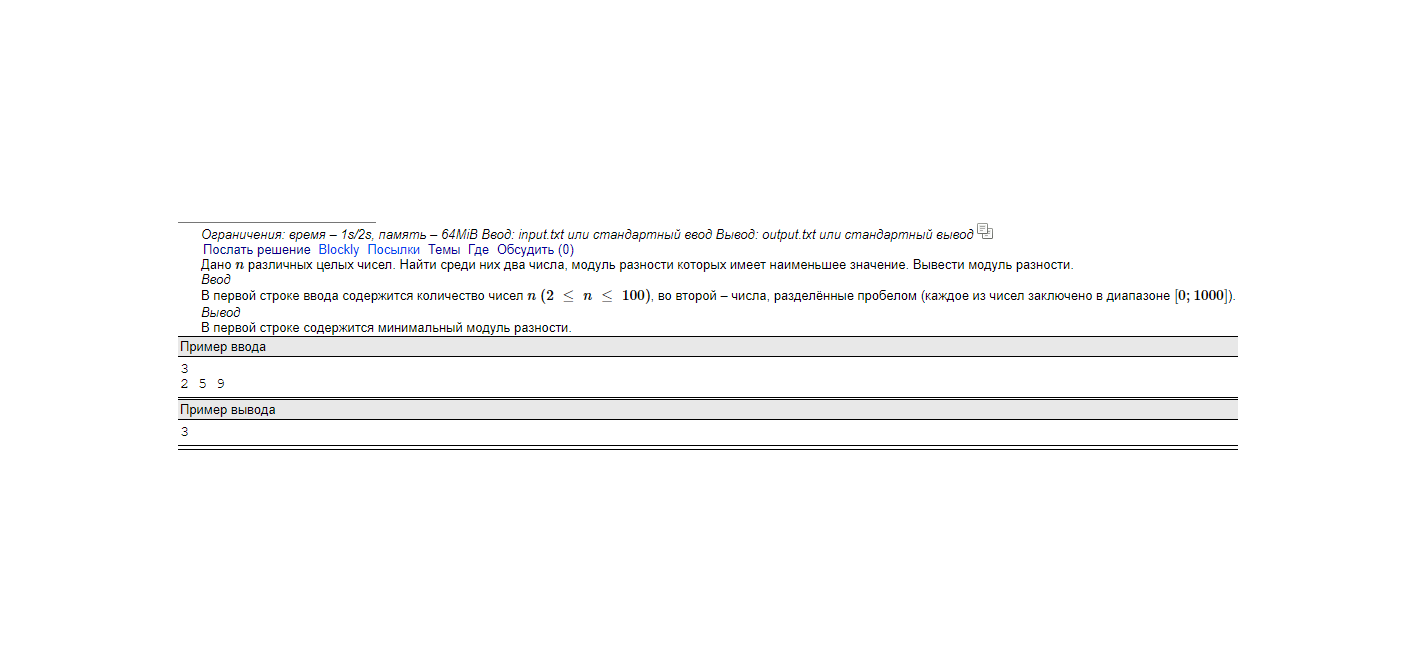 Ограничения: время – 1s/2s, память – 64MiB Ввод: input.txt или стандартный ввод Вывод: output.txt или стандартный вывод
Послать решение Blockly Посылки Темы Где Обсудить (0)
Дано n различных целых чисел. Найти среди них два числа, модуль разности которых имеет наименьшее значение. Вывести модуль разности.
Ввод
В первой строке ввода содержится количество чисел n (2 ≤ n ≤ 100), во второй – числа, разделённые пробелом (каждое из чисел заключено в диапазоне [0; 1000]).
Вывод
В первой строке содержится минимальный модуль разности.
Пример ввода
3
2 5 9
Пример вывода
3